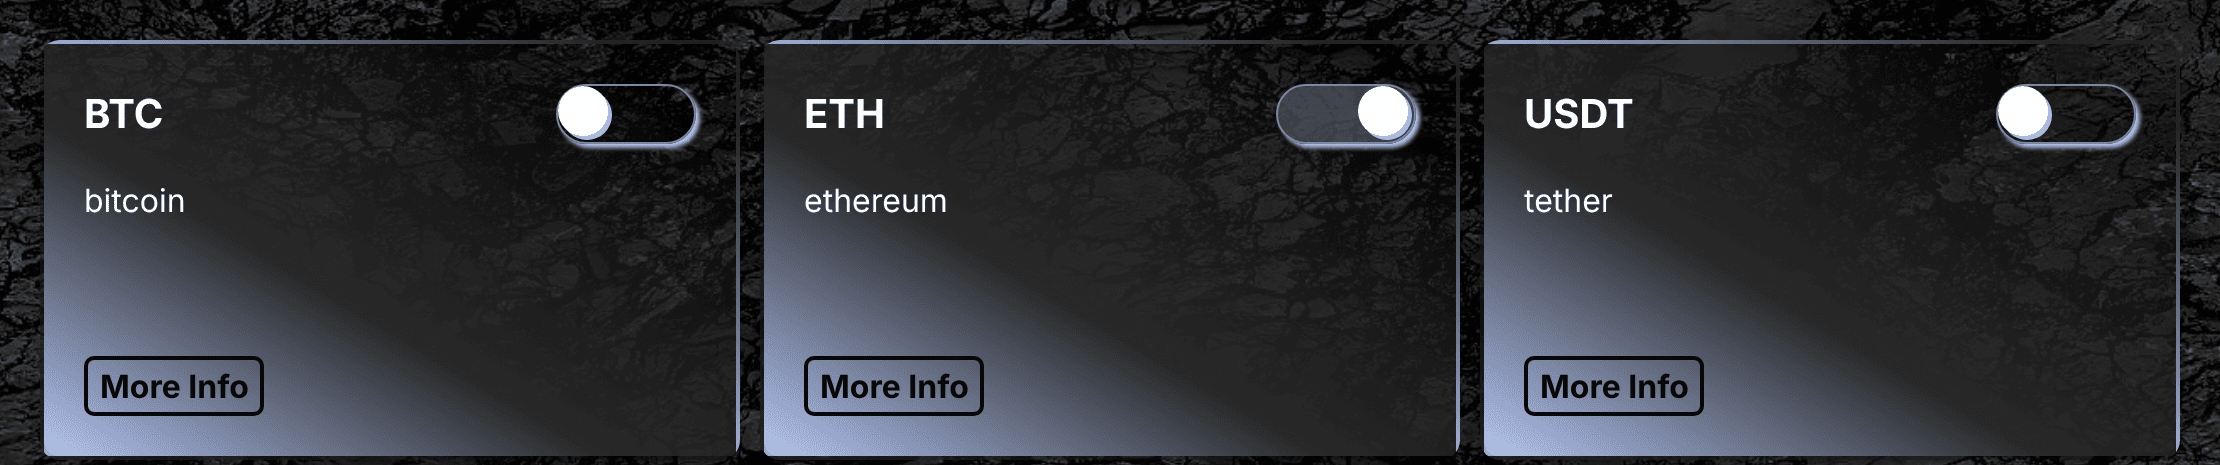 BTC
bitcoin
More Info
ETH
ethereum
More Info
USDT
tether
More Info